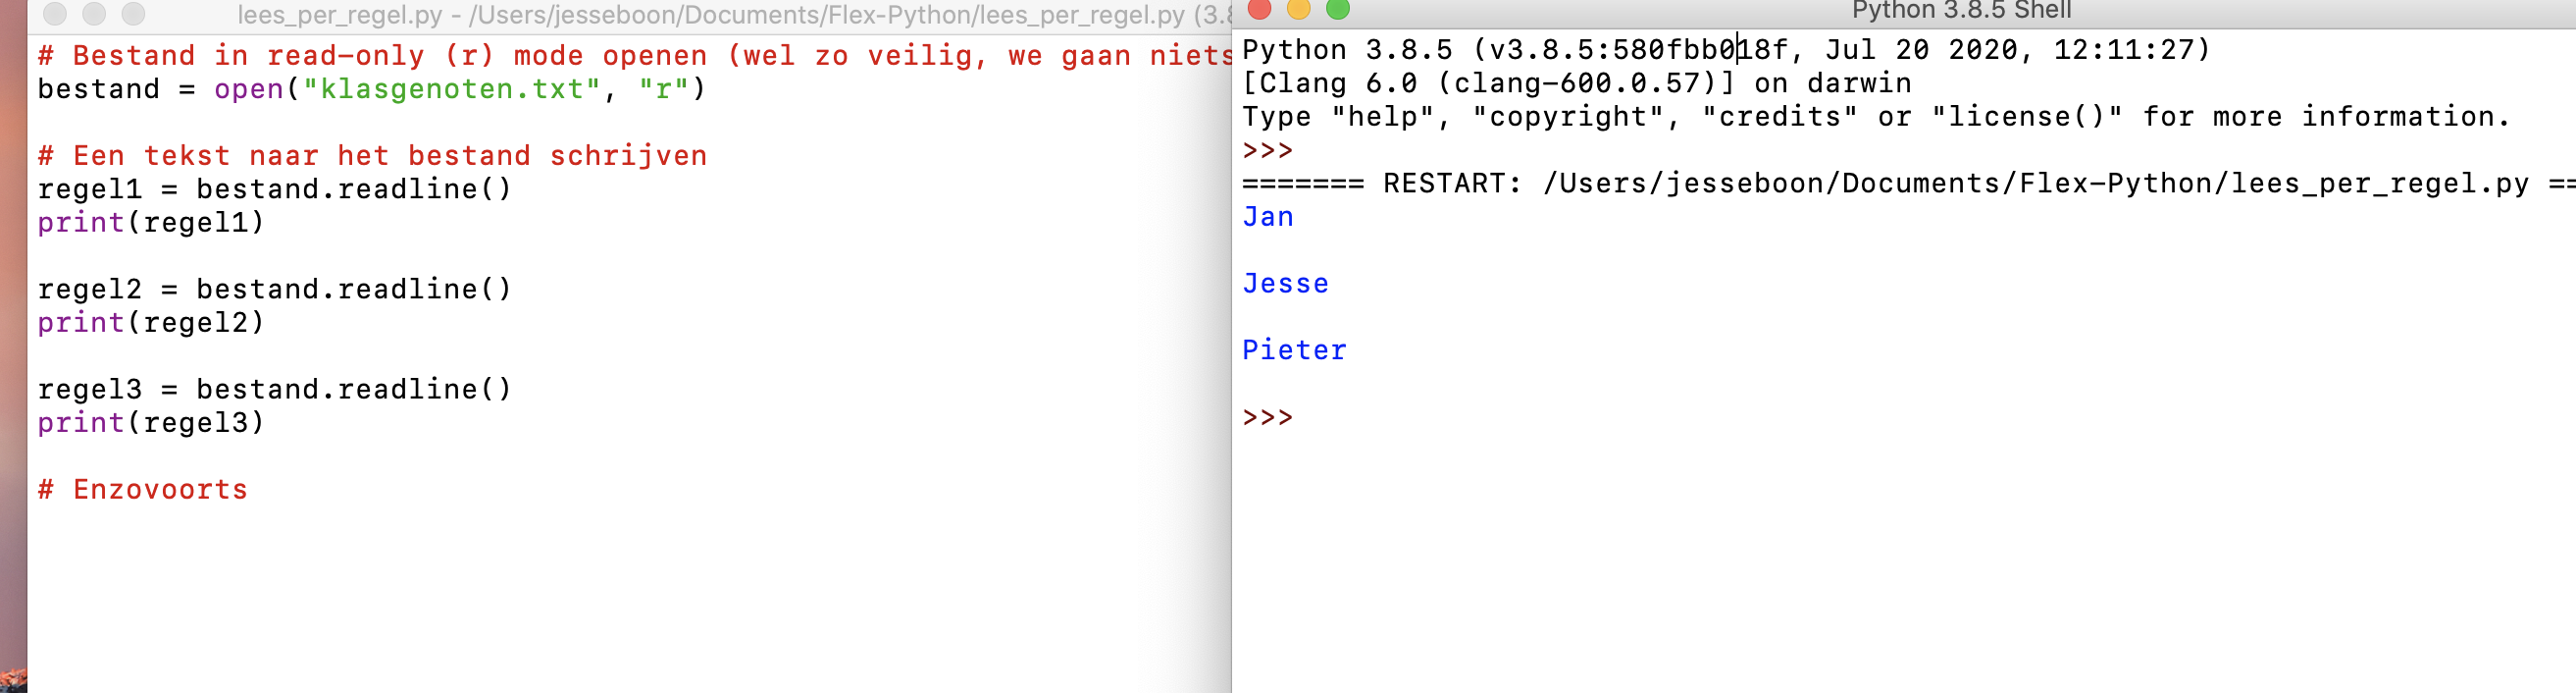 lees_per_regel.py - /Users/jesseboon/Documents/Flex-Python/lees_per_regel.py
# Bestand in read-only (r) mode openen (wel zo veilig, we gaan niets
bestand = open("klasgenoten.txt", "r")
# Een tekst naar het bestand schrijven
regel1 = bestand.readline()
print(regel1)
regel2 = bestand.readline()
print(regel2)
regel3 = bestand.readline()
print(regel3)
# Enzovoorts
Python 3.8.5 Shell
Python 3.8.5 (v3.8.5:580fbb018f, Jul 20 2020, 12:11:27)
[Clang 6.0 (clang-600.0.57)] on darwin
Type "help", "copyright", "credits" or "license()" for more information.
>>>
======= RESTART: /Users/jesseboon/Documents/Flex-Python/lees_per_regel.py ==
Jan
Jesse
Pieter
>>>